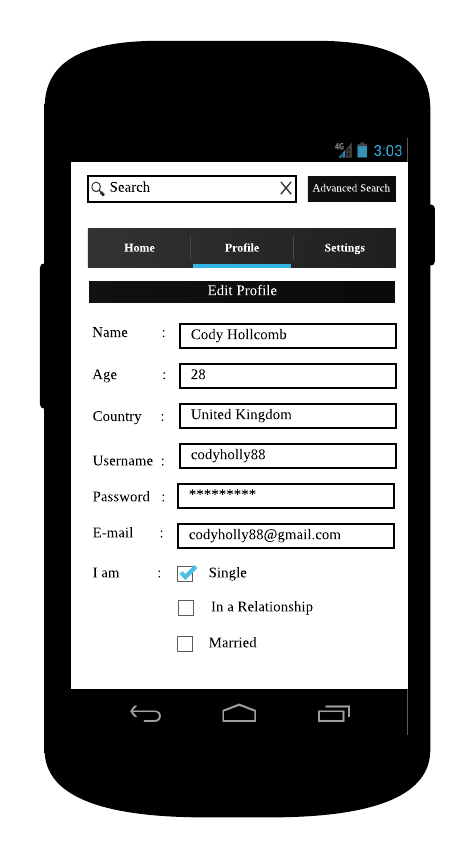 4G 3:03
Search X Advanced Search
Home Profile Settings
Edit Profile
Name : Cody Hollcomb
Age : 28
Country : United Kingdom
Username : codyholly88
Password : *********
E-mail : codyholly88@gmail.com
I am : Single
In a Relationship
Married